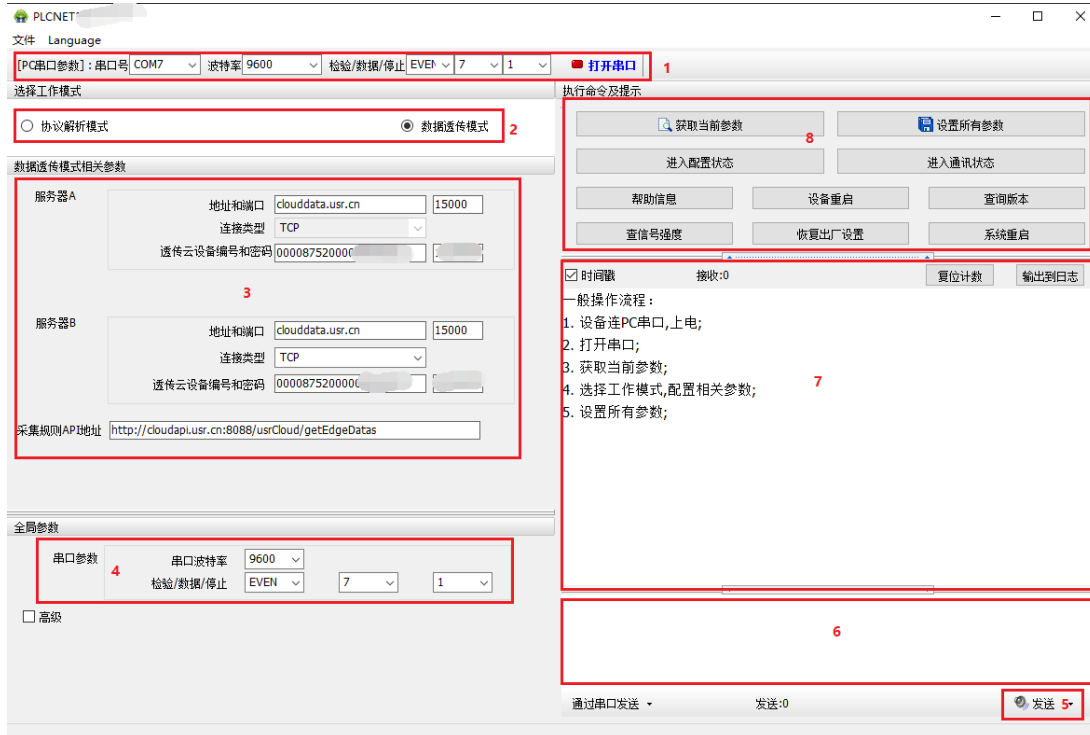 PLCNET
文件 Language
[PC串口参数]：串口号 COM7 波特率 9600 检验/数据/停止 EVEN 7 1 打开串口 1
选择工作模式
协议解析模式 数据透传模式 2
数据透传模式相关参数
服务器A
地址和端口 clouddata.usr.cn 15000
连接类型 TCP
透传云设备编号和密码 000087520000
3
服务器B
地址和端口 clouddata.usr.cn 15000
连接类型 TCP
透传云设备编号和密码 000087520000
采集规则API地址 http://cloudapi.usr.cn:8088/usrCloud/getEdgeDatas
全局参数
串口参数 4
串口波特率 9600
检验/数据/停止 EVEN 7 1
高级
执行命令及提示
获取当前参数 8 设置所有参数
进入配置状态 进入通讯状态
帮助信息 设备重启 查询版本
查信号强度 恢复出厂设置 系统重启
时间戳 接收:0 复位计数 输出到日志
一般操作流程：
1. 设备连PC串口,上电;
2. 打开串口;
3. 获取当前参数;
4. 选择工作模式,配置相关参数;
5. 设置所有参数;
7
6
通过串口发送 发送:0 发送 5